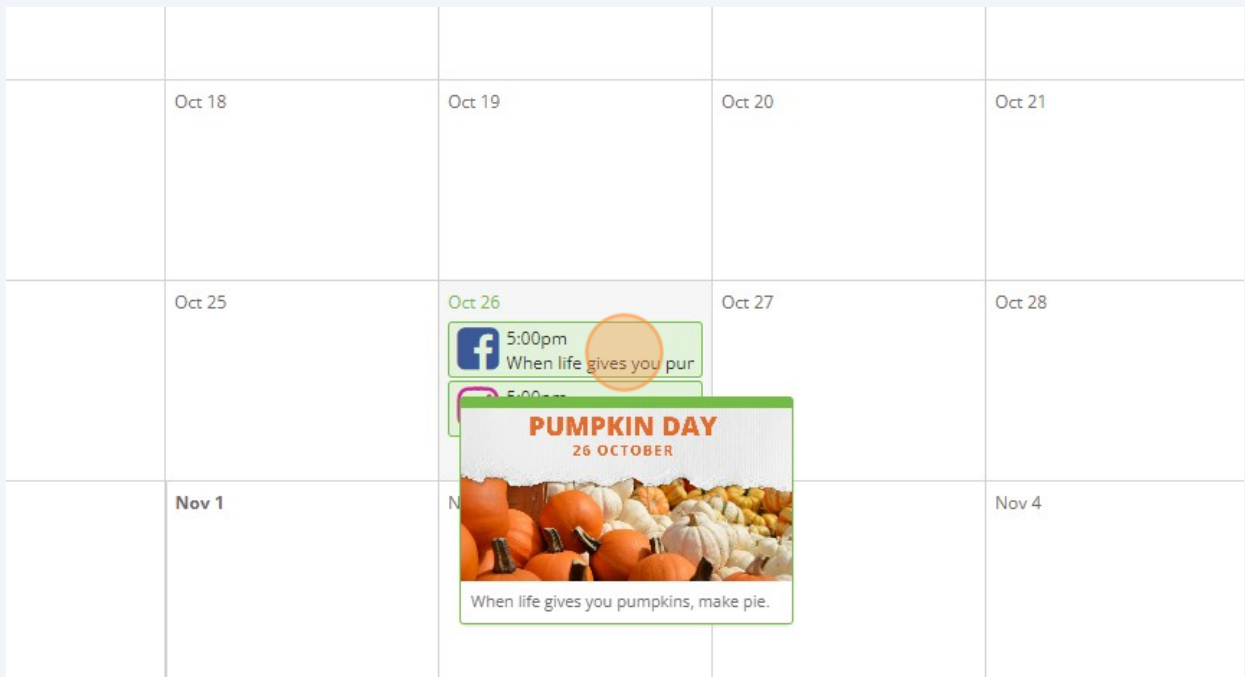 Oct 18
Oct 19
Oct 20
Oct 21
Oct 25
Oct 26
Oct 27
Oct 28
5:00pm
When life gives you pur
PUMPKIN DAY
26 OCTOBER
Nov 1
N
Nov 4
When life gives you pumpkins, make pie.